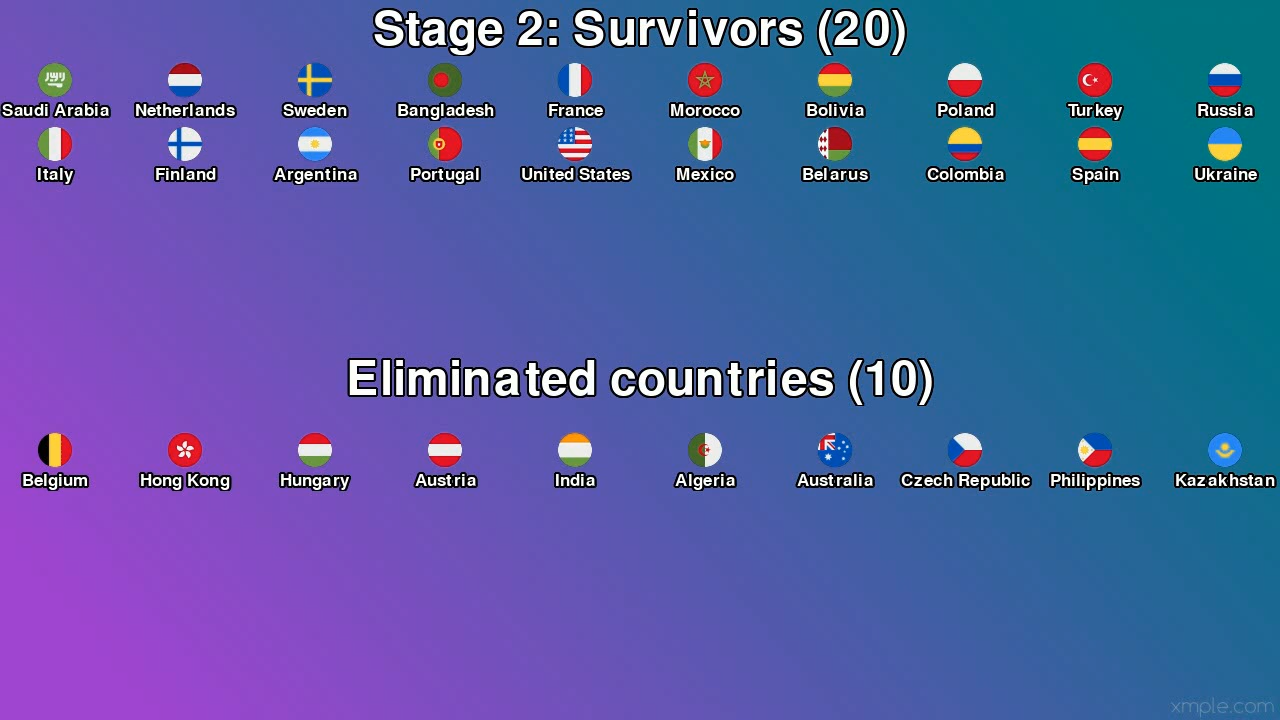 Stage 2: Survivors (20)
Saudi Arabia Netherlands Sweden Bangladesh France Morocco Bolivia Poland Turkey Russia
Italy Finland Argentina Portugal United States Mexico Belarus Colombia Spain Ukraine
Eliminated countries (10)
Belgium Hong Kong Hungary Austria India Algeria Australia Czech Republic Philippines Kazakhstan
xmple.com